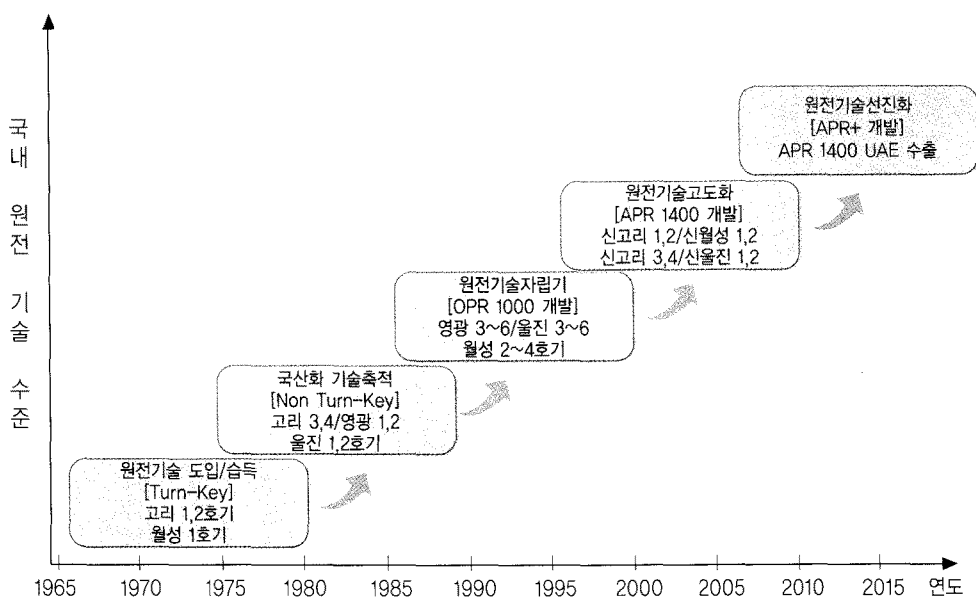 국내 원전 기술 수준
원전기술선진화
[APR+ 개발]
APR 1400 UAE 수출
원전기술고도화
[APR 1400 개발]
신고리 1,2/신월성 1,2
신고리 3,4/신울진 1,2
원전기술자립기
[OPR 1000 개발]
영광 3~6/울진 3~6
월성 2~4호기
국산화 기술축적
[Non Turn-Key]
고리 3,4/영광 1,2
울진 1,2호기
원전기술 도입/습득
[Turn-Key]
고리 1,2호기
월성 1호기
1965 1970 1975 1980 1985 1990 1995 2000 2005 2010 2015 연도